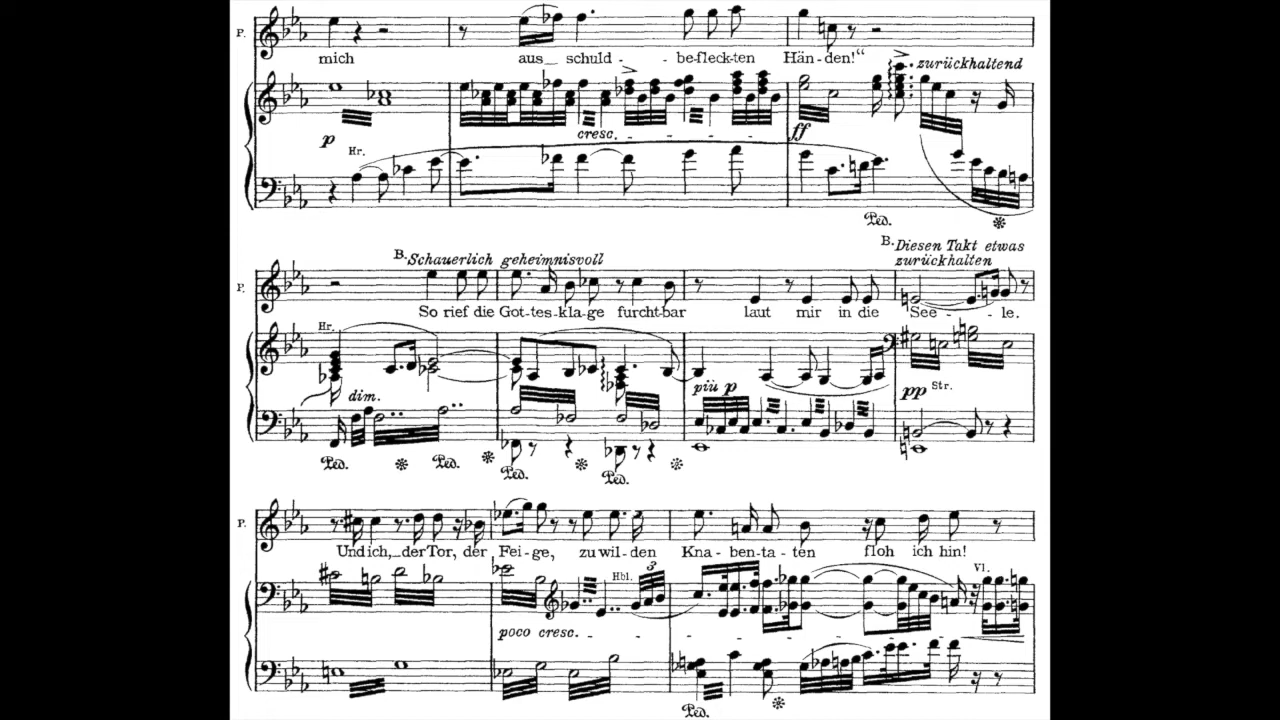 P.
mich aus_ schuld - - be-fleck-ten Hän-den!“
zurückhaltend
p cresc. - - - - ff
Hr.
Ped. ✻
B. Schauerlich geheimnisvoll
B. Diesen Takt etwas
zurückhalten
P.
So rief die Got-tes-kla-ge furcht-bar laut mir in die See - - le.
Hr.
dim. più p pp Str.
Ped. ✻ Ped. ✻ Ped. ✻ Ped. ✻
P.
Und ich,_ der Tor, der Fei-ge, zu wil-den Kna-ben-ta-ten floh ich hin!
Hbl. 3 3 Vl.
poco cresc. - - - -
Ped. ✻